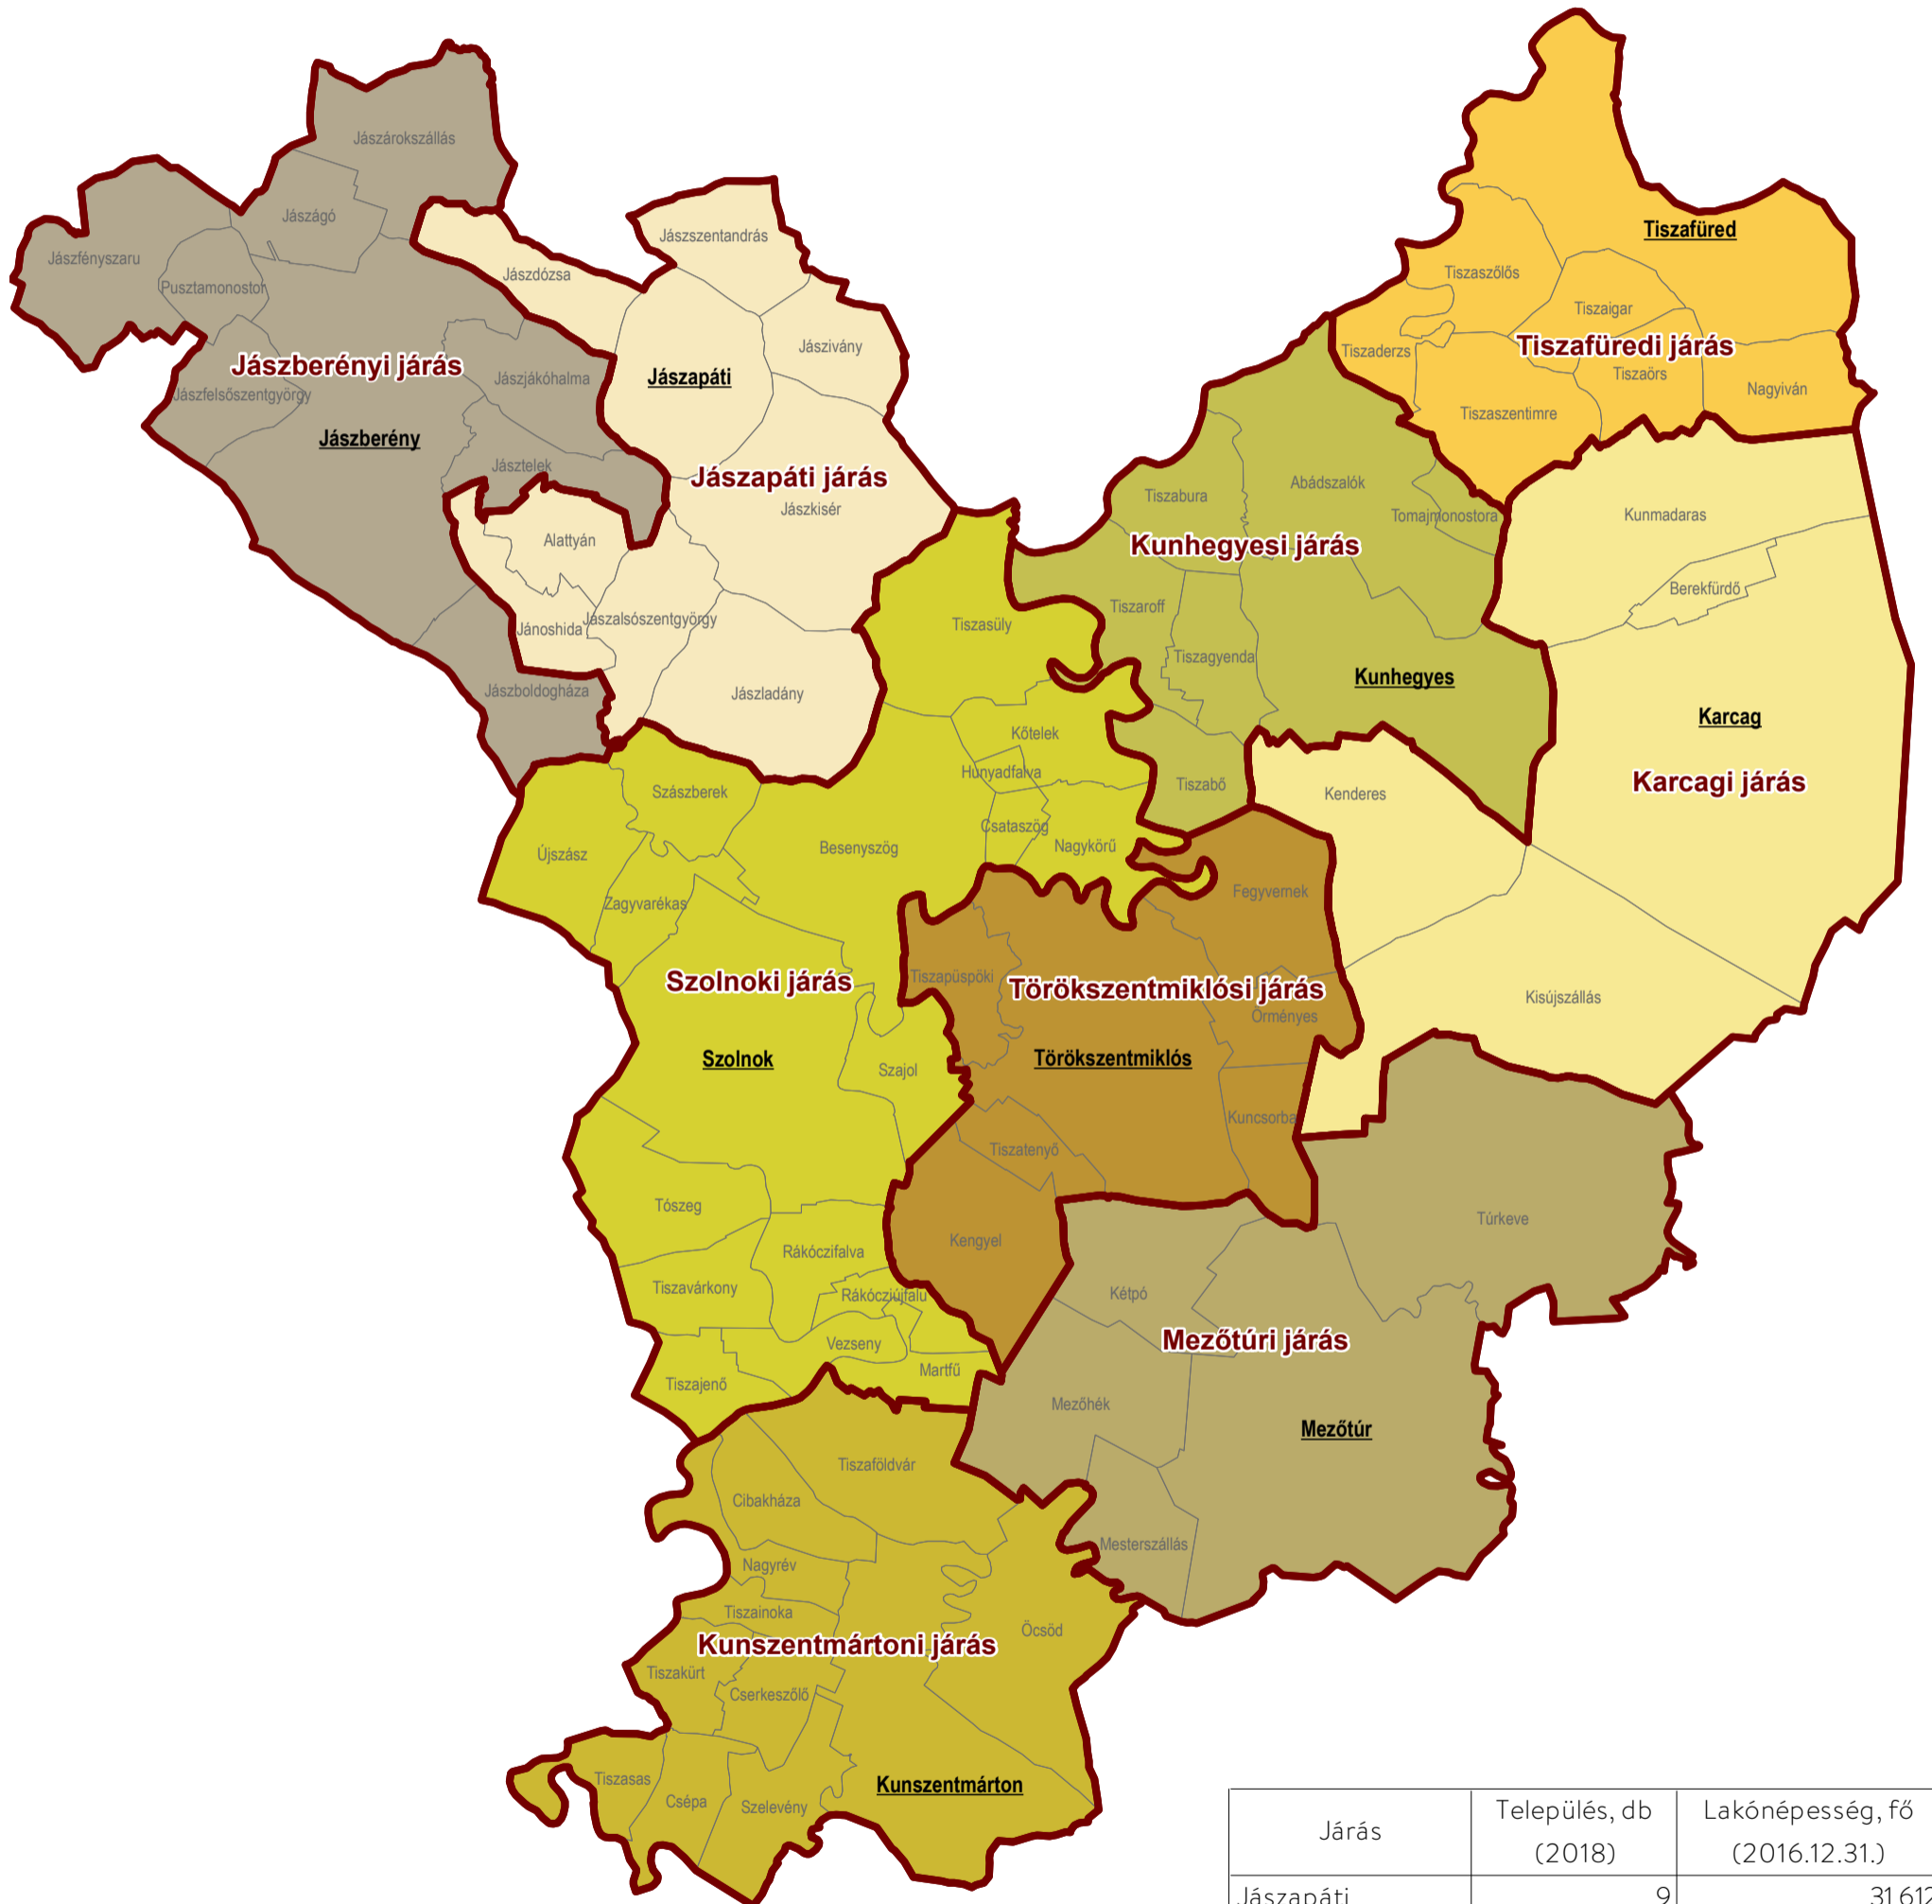 Jászárokszállás
Jászágó
Jászfényszaru
Pusztamonostor
Jászberényi járás
Jászfelsőszentgyörgy
Jászberény
Jászjákóhalma
Jásztelek
Jászboldogháza
Jászszentandrás
Jászdózsa
Jászivány
Jászapáti
Jászapáti járás
Jászkisér
Alattyán
Jánoshida
Jászalsószentgyörgy
Jászladány
Tiszafüred
Tiszaszőlős
Tiszaigar
Tiszafüredi járás
Tiszaderzs
Tiszaörs
Nagyiván
Tiszaszentimre
Abádszalók
Tiszabura
Tomajmonostora
Kunhegyesi járás
Tiszaroff
Tiszagyenda
Kunhegyes
Tiszabő
Kunmadaras
Berekfürdő
Karcag
Karcagi járás
Kenderes
Kisújszállás
Tiszasüly
Kőtelek
Hunyadfalva
Szászberek
Csataszög
Nagykörű
Besenyszög
Újszász
Zagyvarékas
Szolnoki járás
Szolnok
Szajol
Tószeg
Rákóczifalva
Tiszavárkony
Rákócziújfalu
Vezseny
Martfű
Tiszajenő
Fegyvernek
Tiszapüspöki
Törökszentmiklósi járás
Örményes
Törökszentmiklós
Kuncsorba
Tiszatenyő
Kengyel
Túrkeve
Kétpó
Mezőtúri járás
Mezőhék
Mezőtúr
Mesterszállás
Tiszaföldvár
Cibakháza
Nagyrév
Tiszainoka
Öcsöd
Kunszentmártoni járás
Tiszakürt
Cserkeszőlő
Tiszasas
Csépa
Szelevény
Kunszentmárton
Járás
Település, db
(2018)
Lakónépesség, fő
(2016.12.31.)
Jászapáti 9 31 612